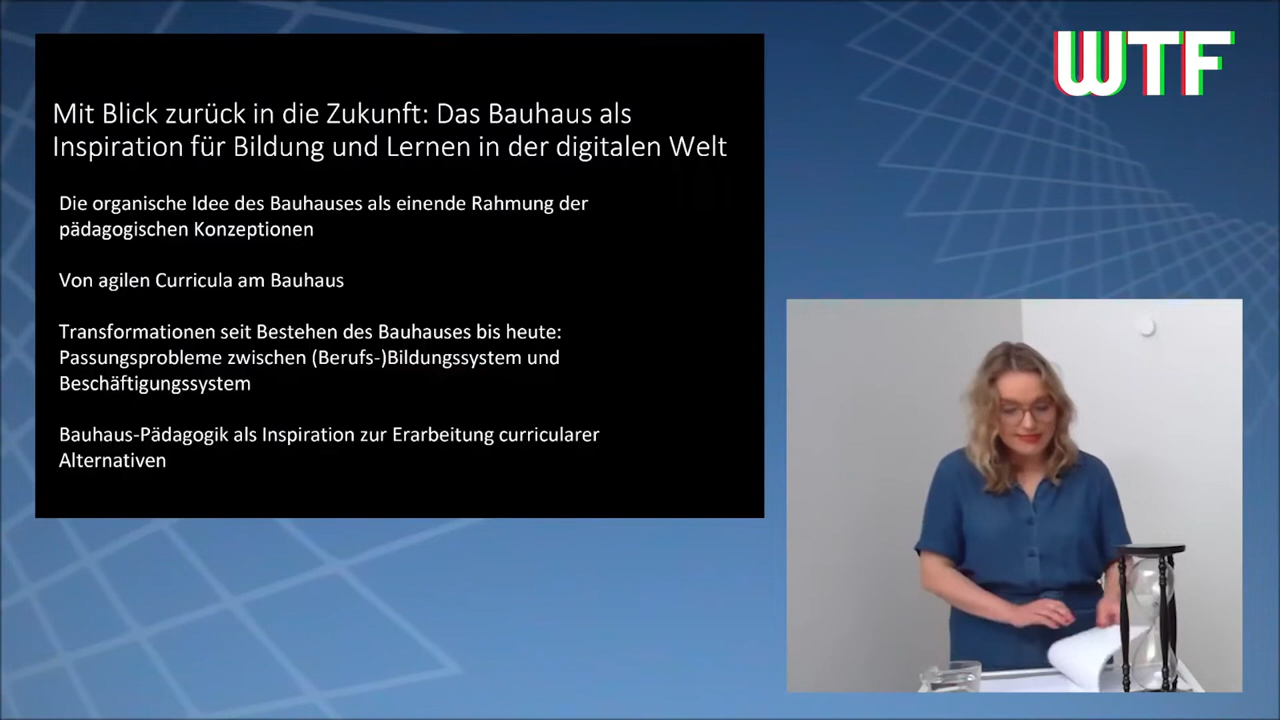 WTF
Mit Blick zurück in die Zukunft: Das Bauhaus als
Inspiration für Bildung und Lernen in der digitalen Welt
Die organische Idee des Bauhauses als einende Rahmung der
pädagogischen Konzeptionen
Von agilen Curricula am Bauhaus
Transformationen seit Bestehen des Bauhauses bis heute:
Passungsprobleme zwischen (Berufs-)Bildungssystem und
Beschäftigungssystem
Bauhaus-Pädagogik als Inspiration zur Erarbeitung curricularer
Alternativen